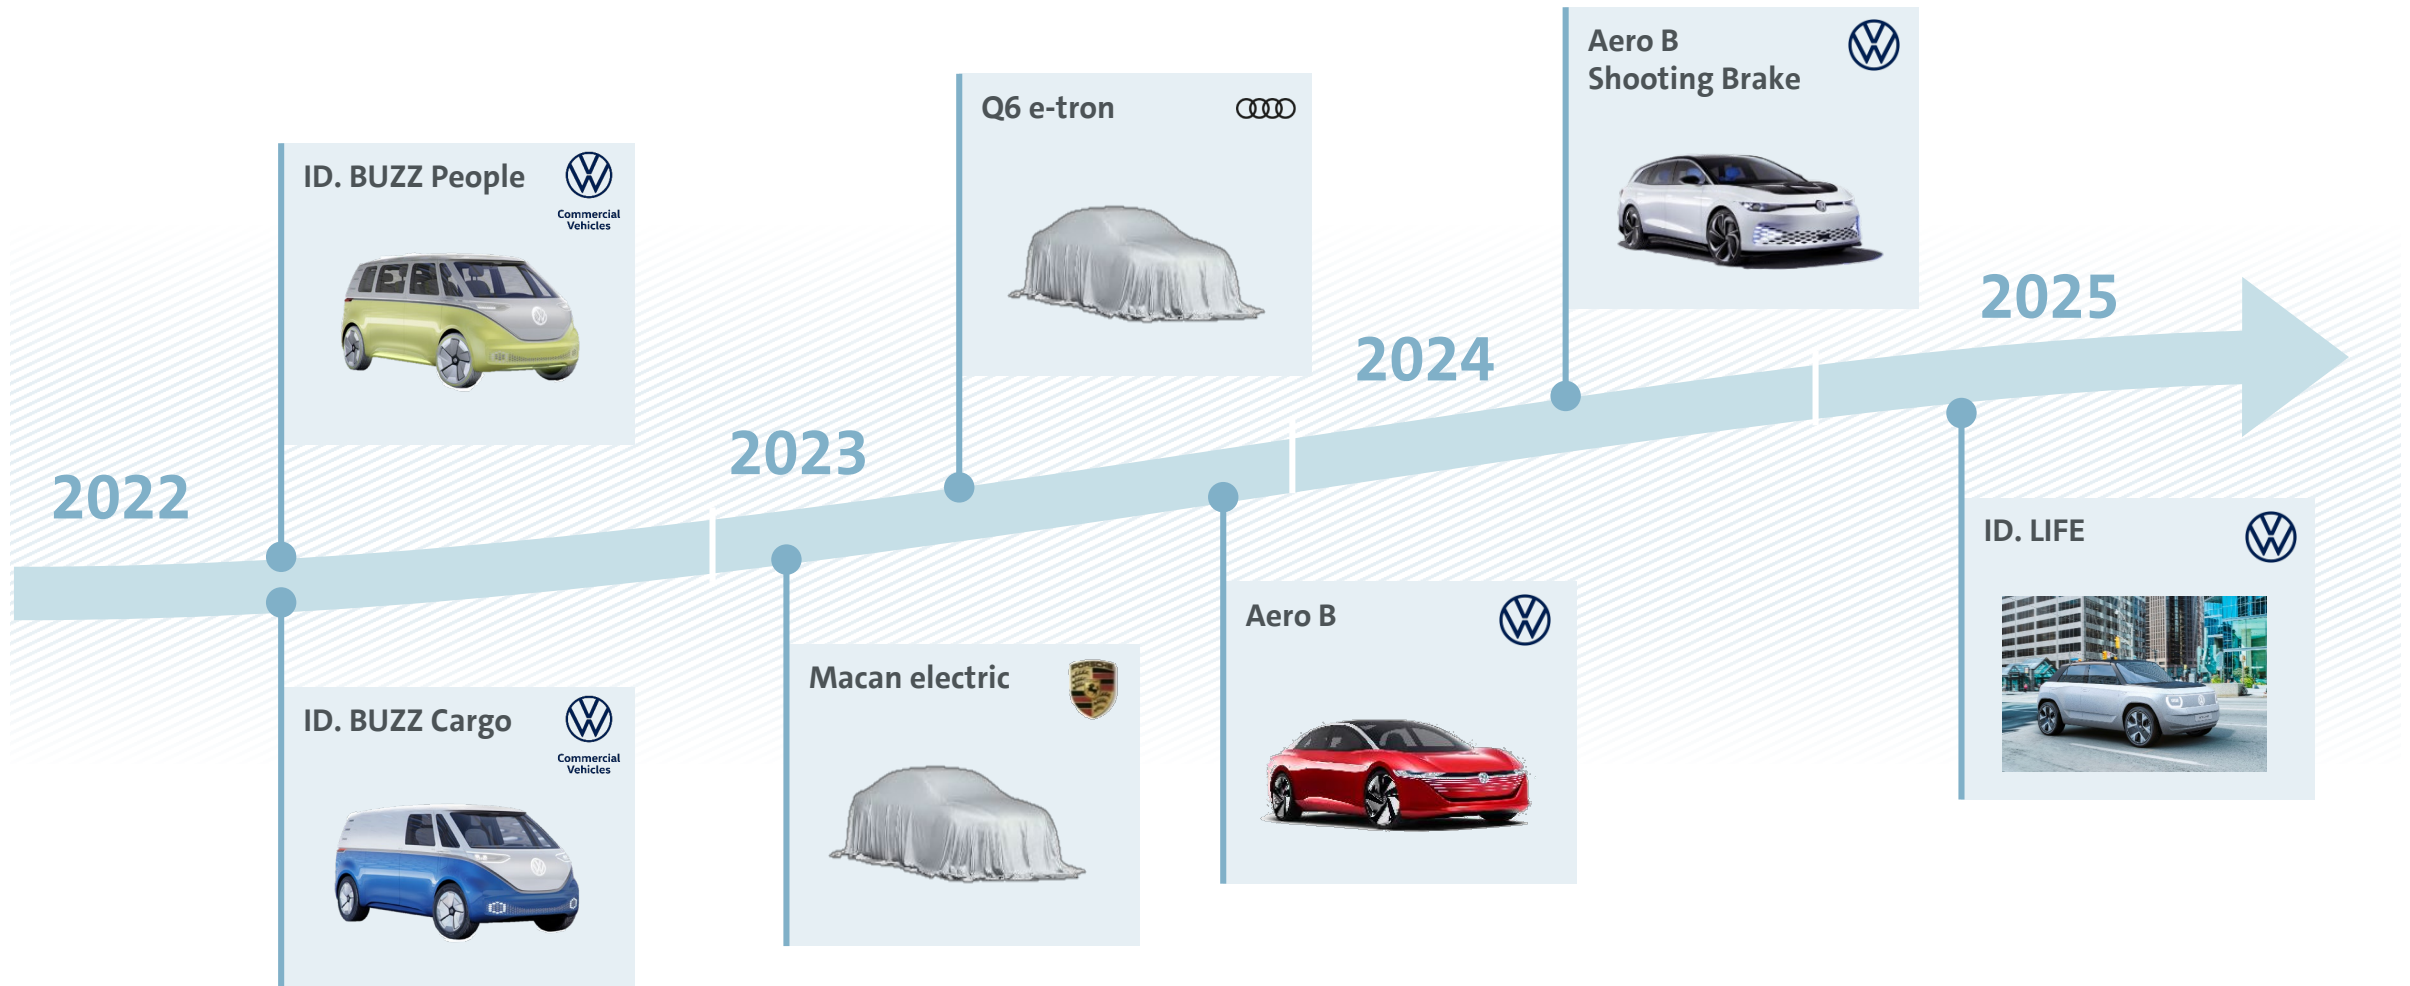 2022
ID. BUZZ People
Commercial
Vehicles
ID. BUZZ Cargo
Commercial
Vehicles
2023
Macan electric
PORSCHE
Q6 e-tron
Aero B
2024
Aero B
Shooting Brake
2025
ID. LIFE